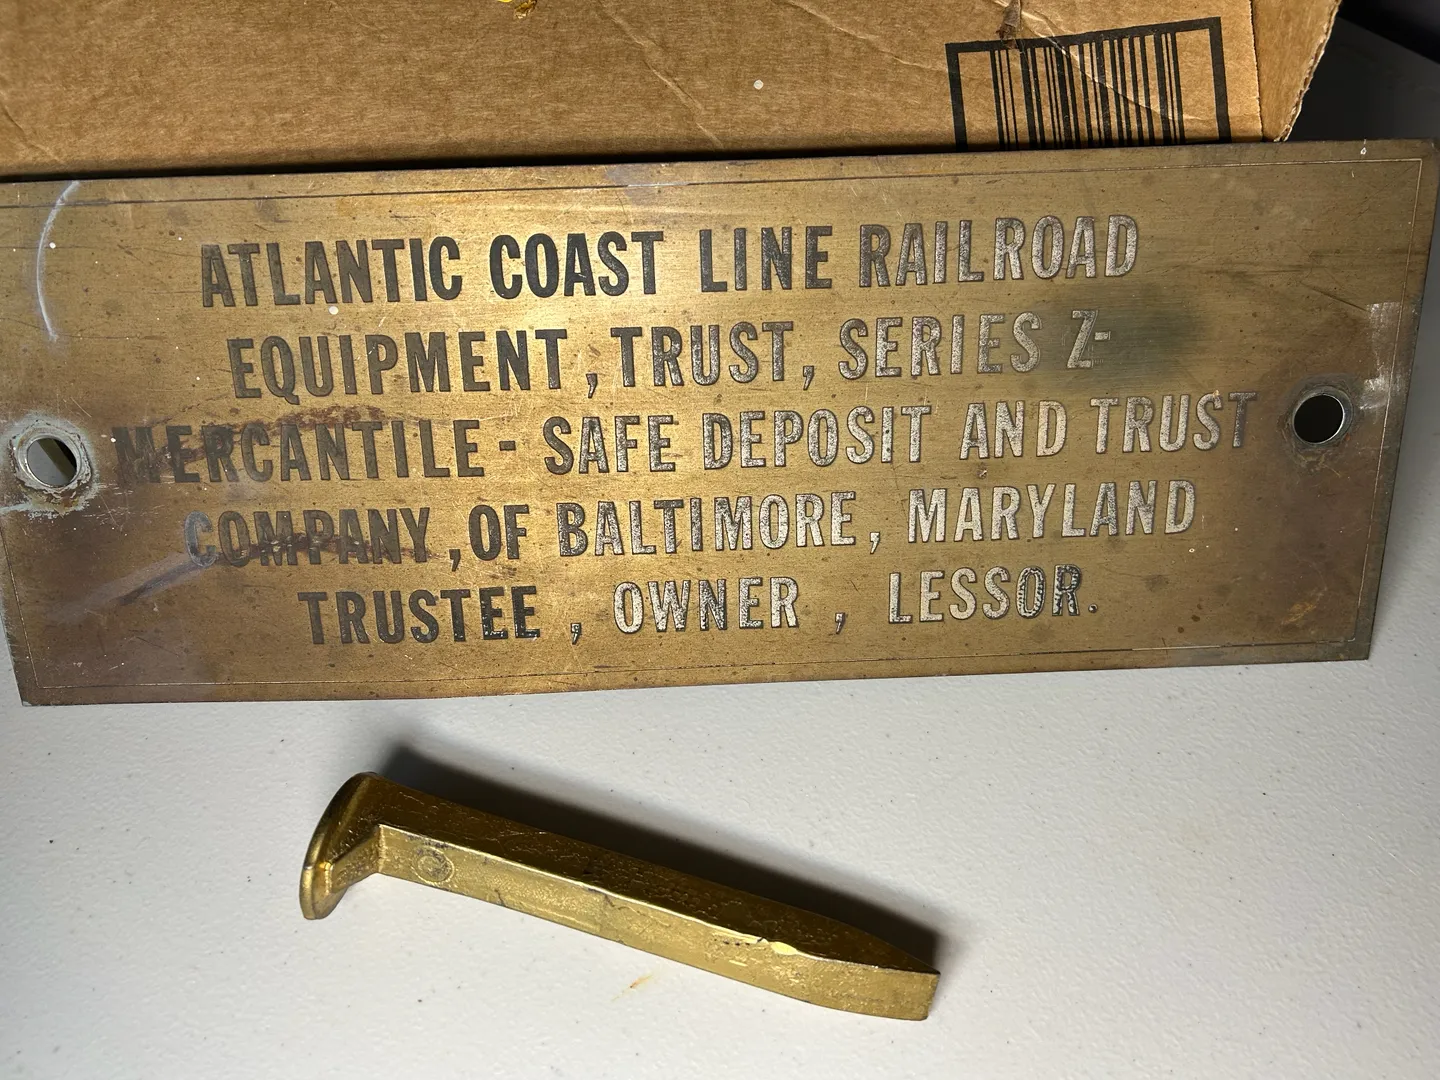 ATLANTIC COAST LINE RAILROAD
EQUIPMENT, TRUST, SERIES Z-
MERCANTILE - SAFE DEPOSIT AND TRUST
COMPANY, OF BALTIMORE, MARYLAND
TRUSTEE, OWNER, LESSOR.